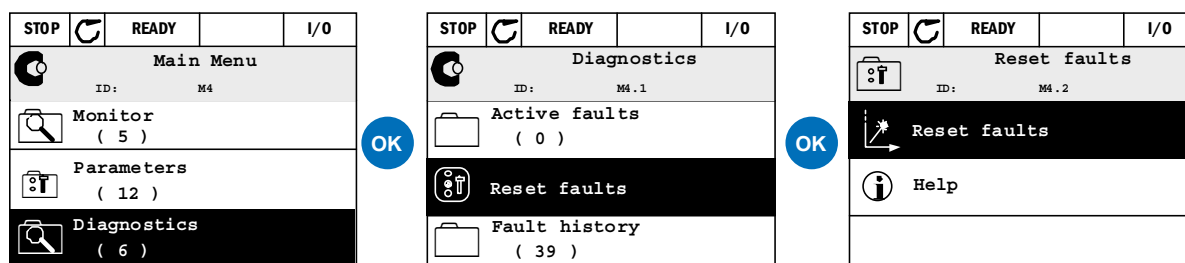 STOP READY I/O
Main Menu
ID: M4
Monitor
( 5 )
Parameters
( 12 )
Diagnostics
( 6 )
OK
STOP READY I/O
Diagnostics
ID: M4.1
Active faults
( 0 )
Reset faults
Fault history
( 39 )
OK
STOP READY I/O
Reset faults
ID: M4.2
Reset faults
Help